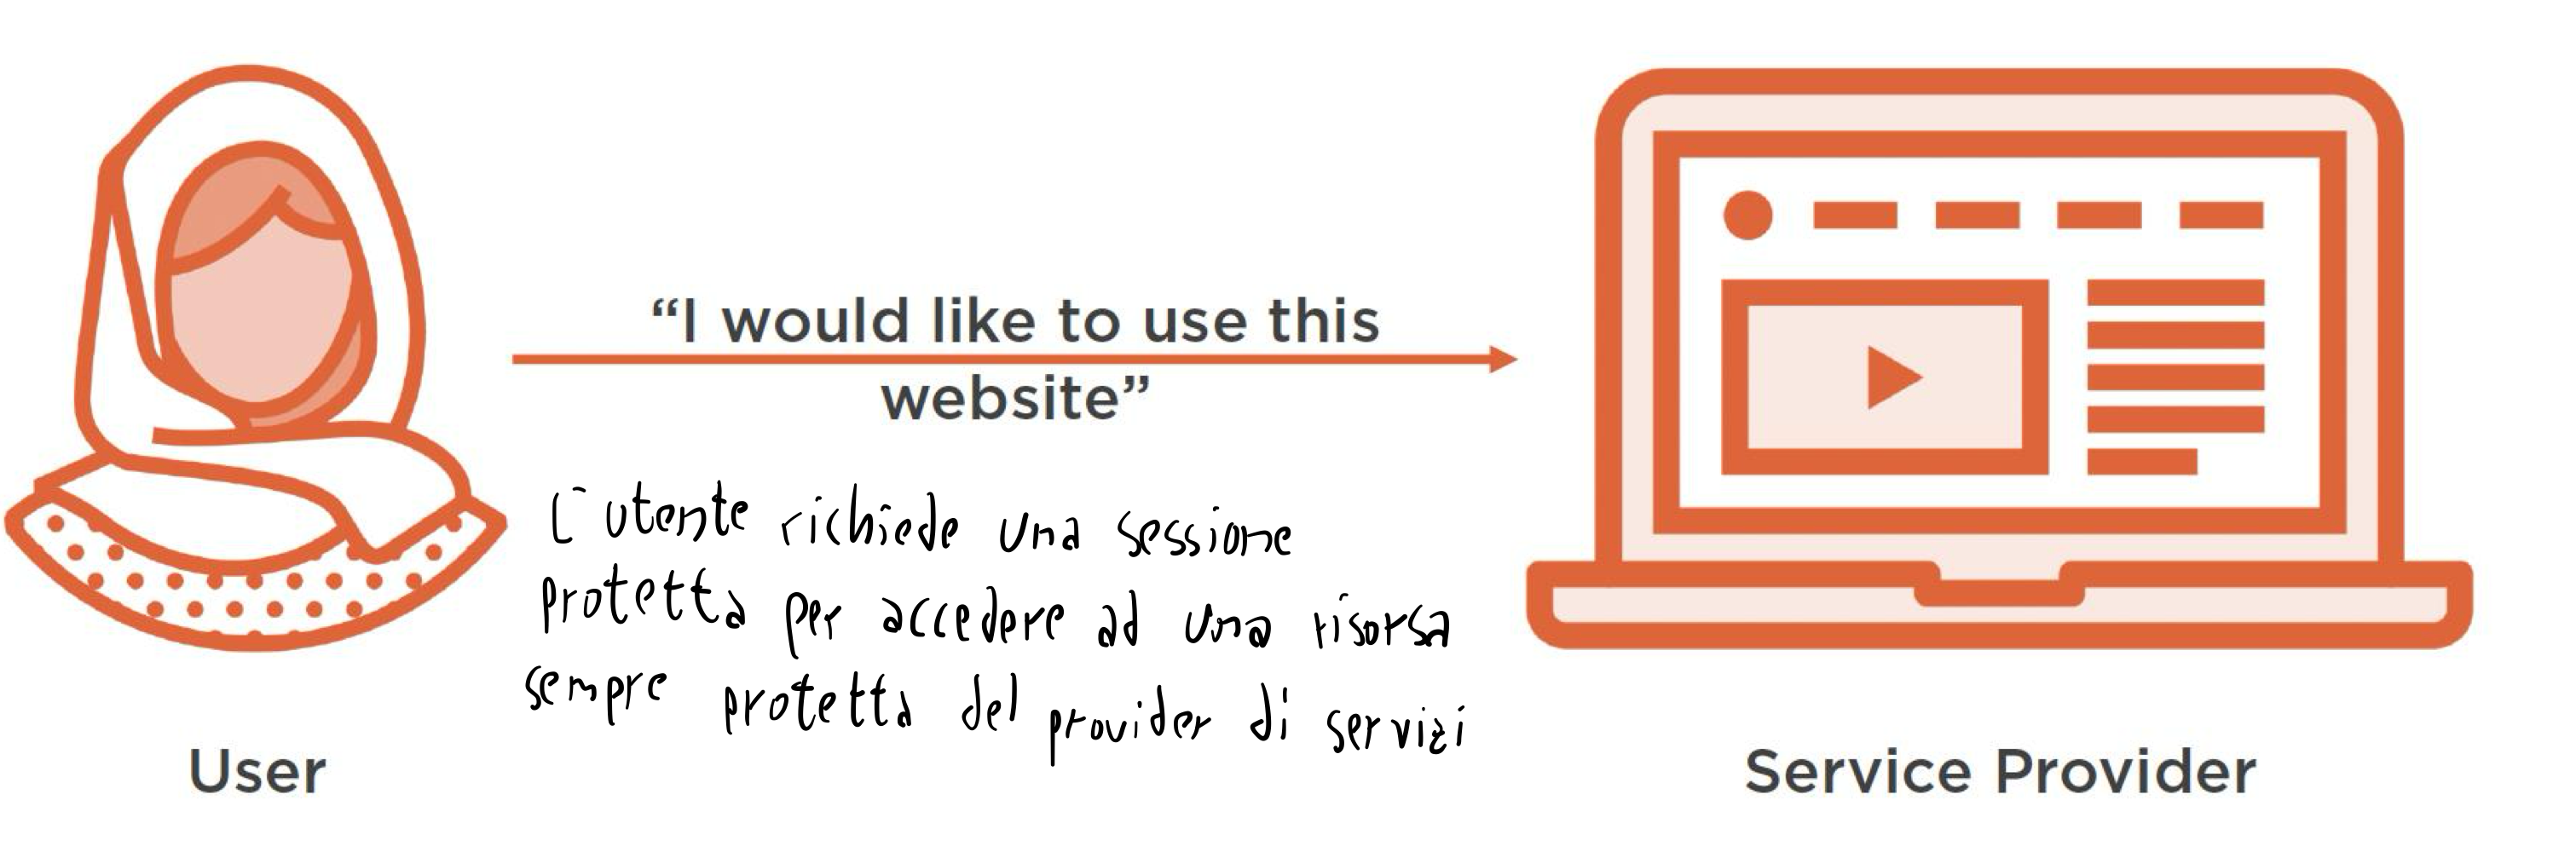 “I would like to use this
website”
L'utente richiede una sessione
protetta per accedere ad una risorsa
sempre protetta del provider di servizi
User
Service Provider